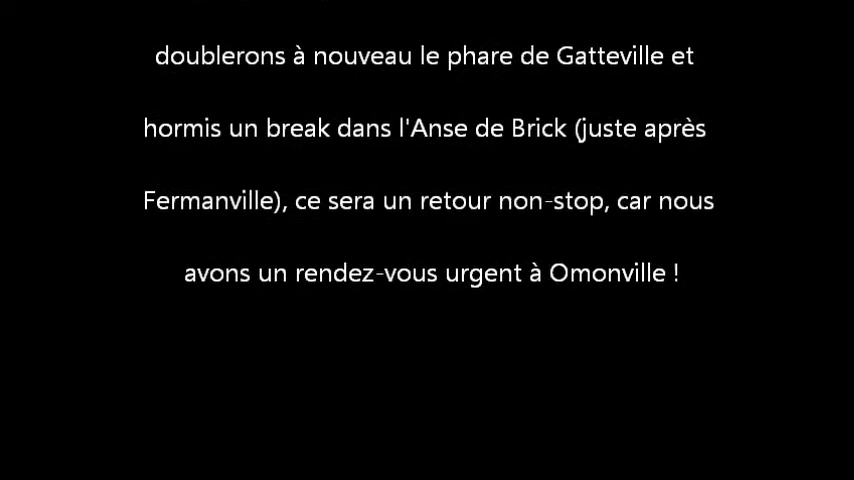 doublerons à nouveau le phare de Gatteville et
hormis un break dans l'Anse de Brick (juste après
Fermanville), ce sera un retour non-stop, car nous
avons un rendez-vous urgent à Omonville !